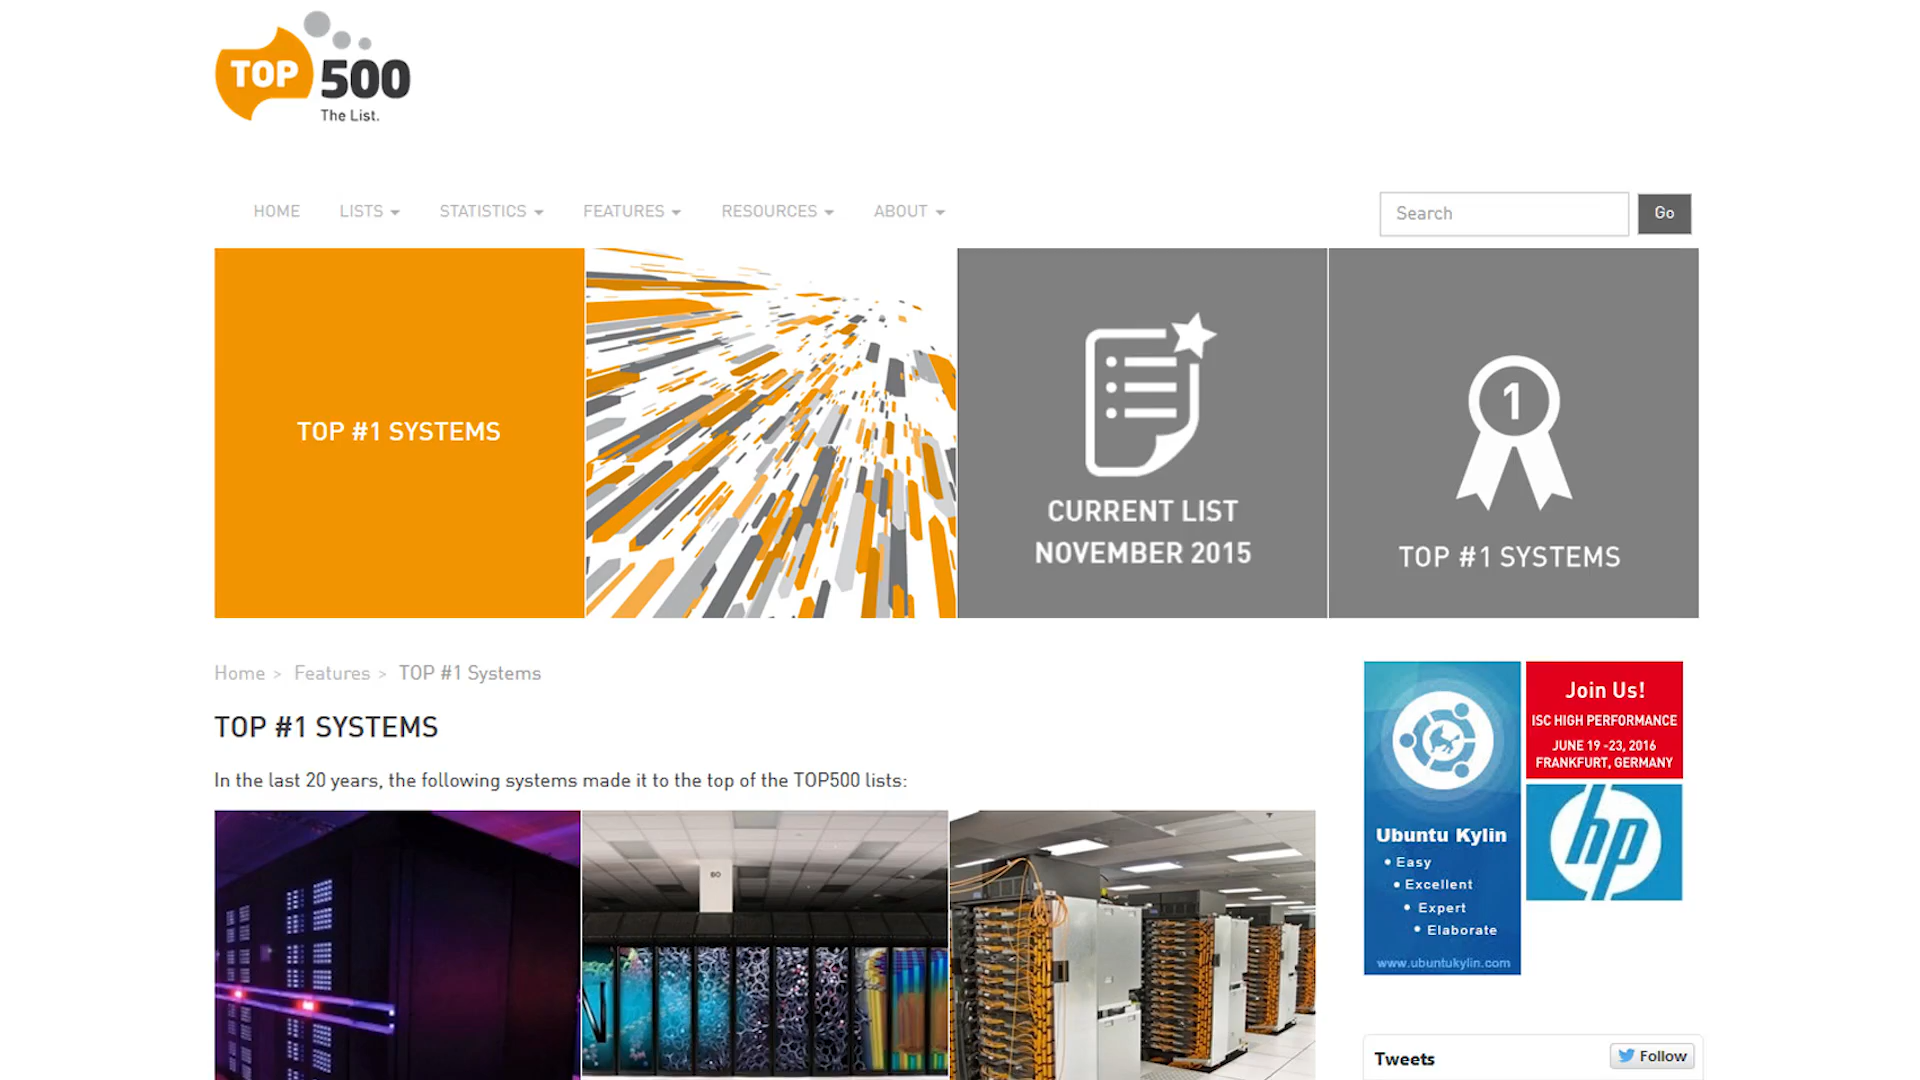 TOP 500
The List.
HOME LISTS STATISTICS FEATURES RESOURCES ABOUT
Search Go
TOP #1 SYSTEMS
CURRENT LIST
NOVEMBER 2015
1
TOP #1 SYSTEMS
Home > Features > TOP #1 Systems
TOP #1 SYSTEMS
In the last 20 years, the following systems made it to the top of the TOP500 lists:
Ubuntu Kylin
• Easy
• Excellent
• Expert
• Elaborate
www.ubuntukylin.com
Join Us!
ISC HIGH PERFORMANCE
JUNE 19 -23, 2016
FRANKFURT, GERMANY
hp
Tweets
Follow